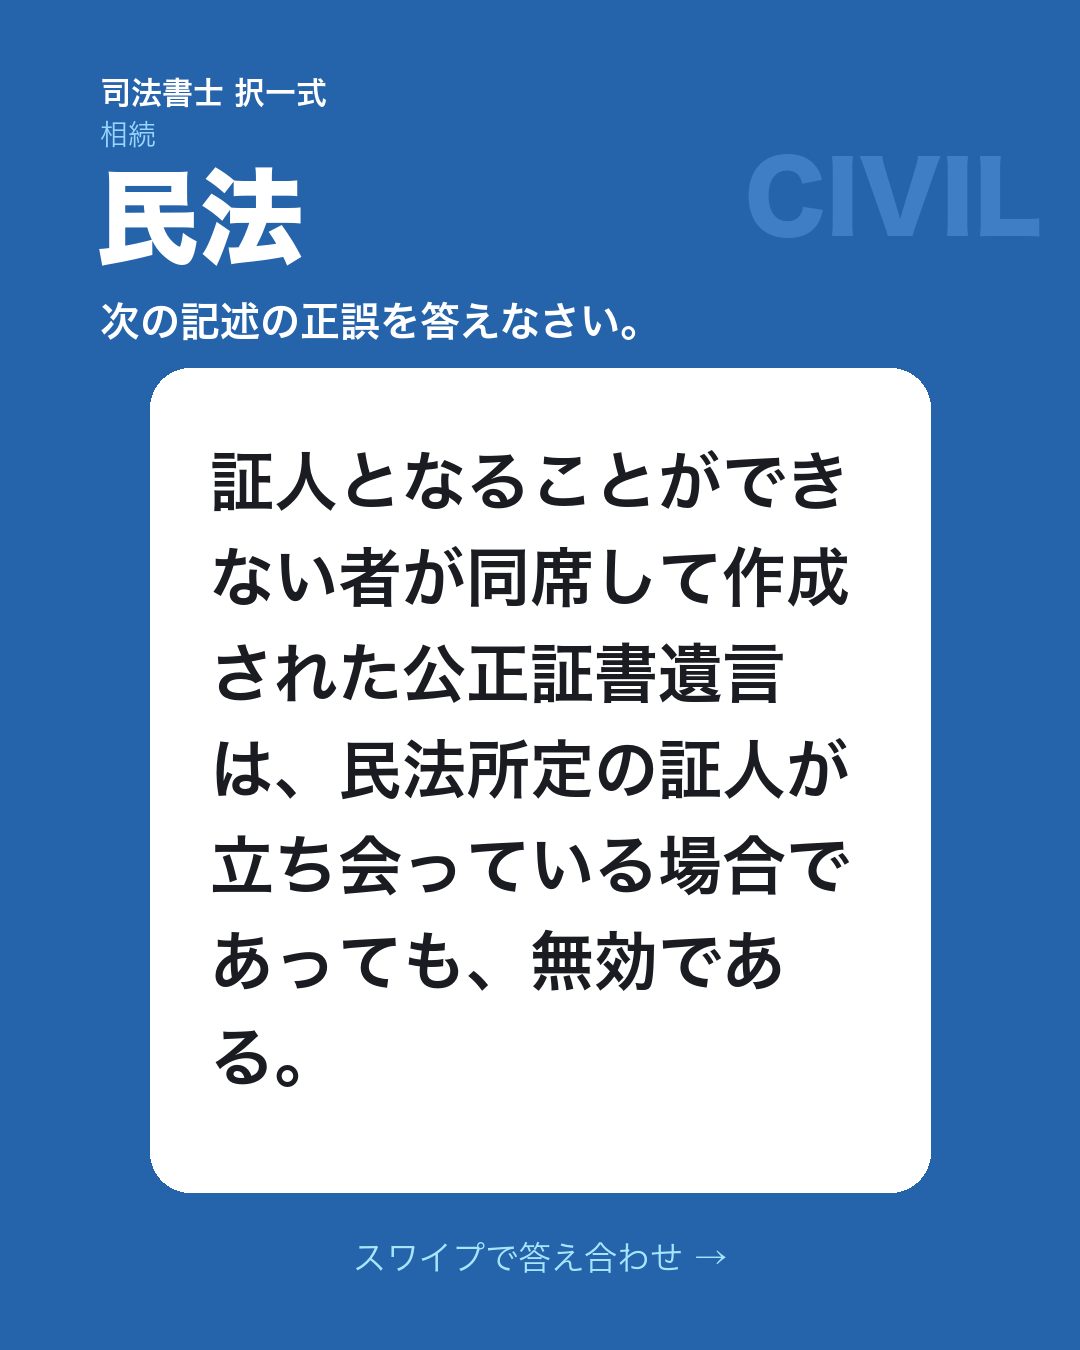 司法書士 択一式
相続
民法
CIVIL
次の記述の正誤を答えなさい。
証人となることができ
ない者が同席して作成
された公正証書遺言
は、民法所定の証人が
立ち会っている場合で
あっても、無効であ
る。
スワイプで答え合わせ →